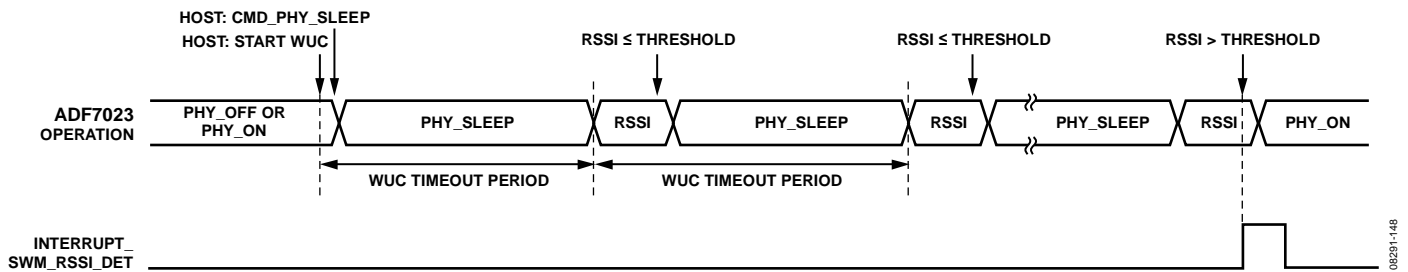 HOST: CMD_PHY_SLEEP
HOST: START WUC
RSSI ≤ THRESHOLD
RSSI ≤ THRESHOLD
RSSI > THRESHOLD
ADF7023
OPERATION
PHY_OFF OR
PHY_ON
PHY_SLEEP
RSSI
PHY_SLEEP
RSSI
PHY_SLEEP
RSSI
PHY_ON
WUC TIMEOUT PERIOD
WUC TIMEOUT PERIOD
INTERRUPT_
SWM_RSSI_DET
08291-148